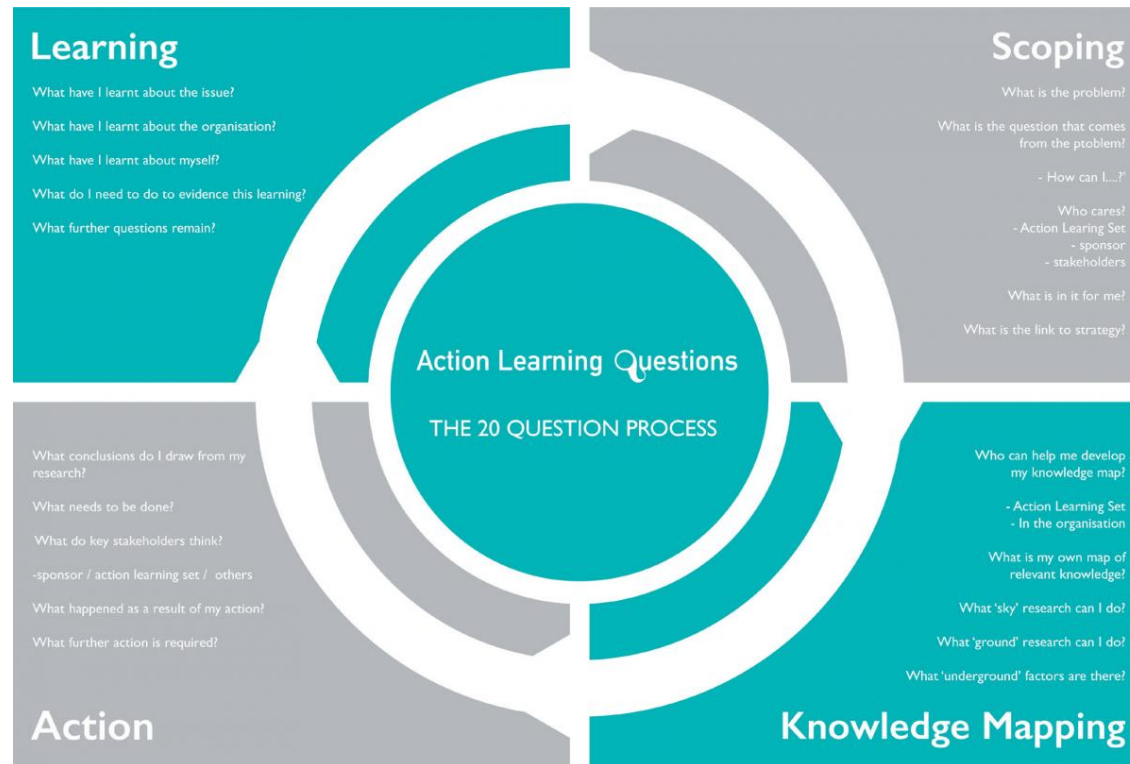 Learning
What have I learnt about the issue?
What have I learnt about the organisation?
What have I learnt about myself?
What do I need to do to evidence this learning?
What further questions remain?
Scoping
What is the problem?
What is the question that comes
from the ptoblem?
- How can I....?'
Who cares?
- Action Learing Set
- sponsor
- stakeholders
What is in it for me?
What is the link to strategy?
Action Learning Questions
THE 20 QUESTION PROCESS
What conclusions do I draw from my
research?
What needs to be done?
What do key stakeholders think?
-sponsor / action learning set / others
What happened as a result of my action?
What further action is required?
Action
Who can help me develop
my knowledge map?
- Action Learning Set
- In the organisation
What is my own map of
relevant knowledge?
What 'sky' research can I do?
What 'ground' research can I do?
What 'underground' factors are there?
Knowledge Mapping